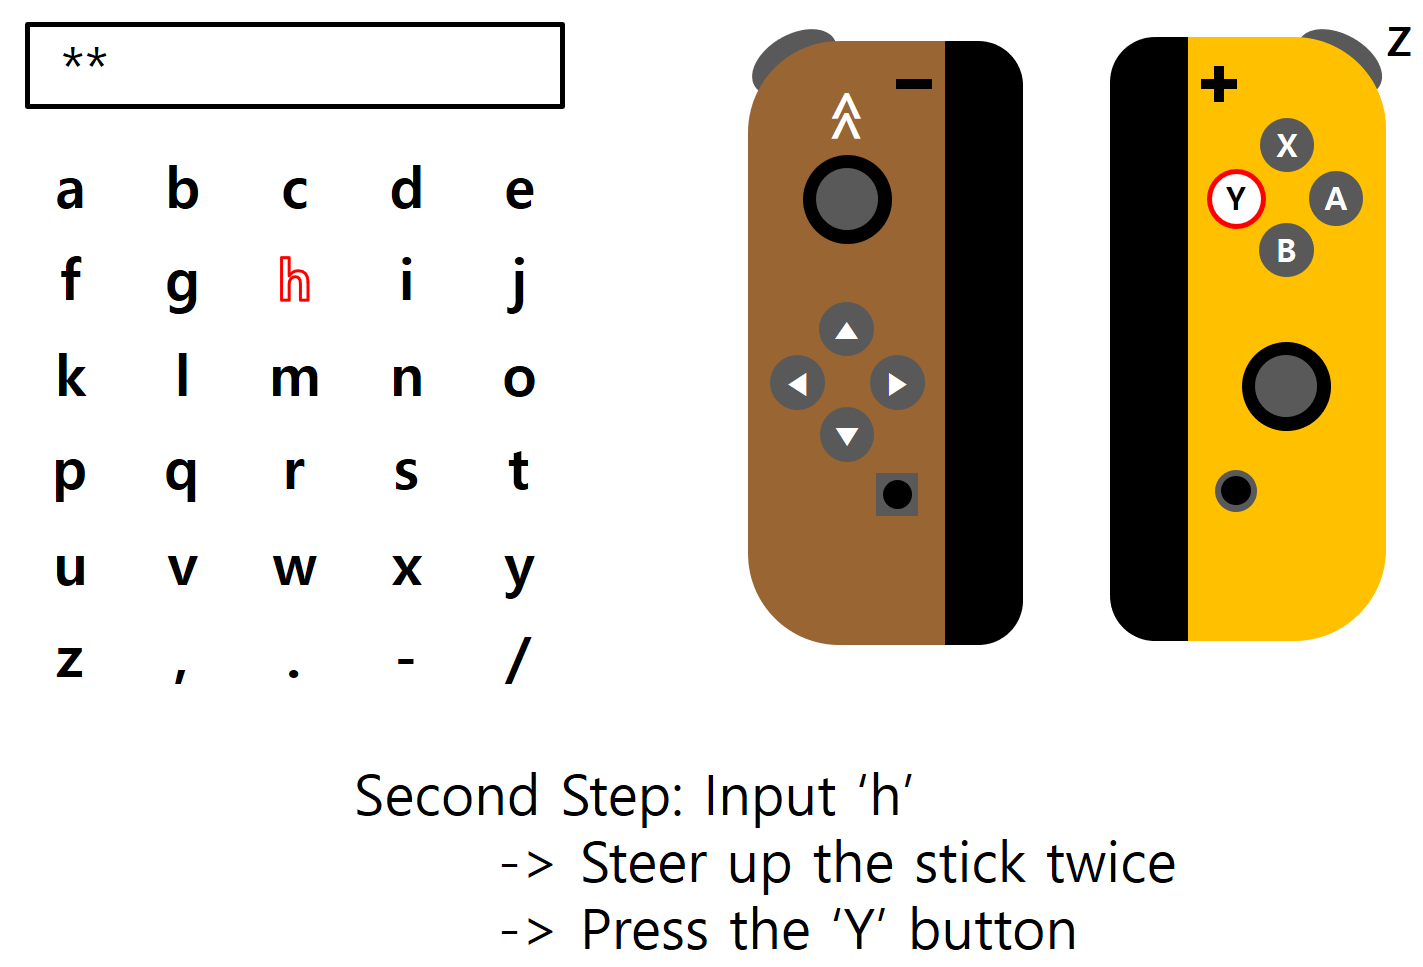 **
a b c d e
f g h i j
k l m n o
p q r s t
u v w x y
z , . - /
Z
X
Y A
B
Second Step: Input ‘h’
-> Steer up the stick twice
-> Press the ‘Y’ button